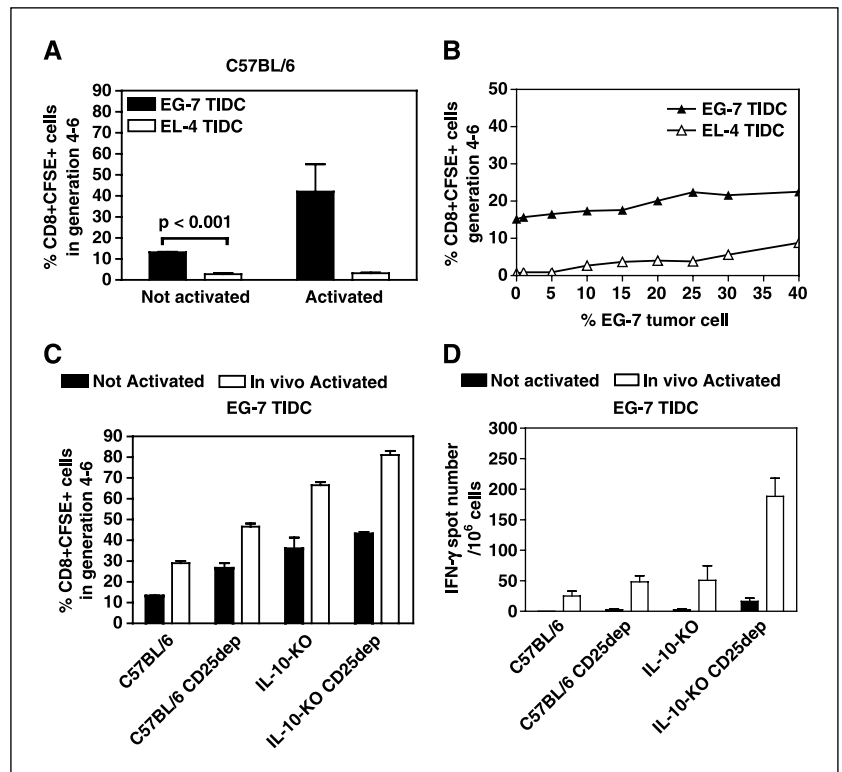 A
C57BL/6
% CD8+CFSE+ cells
in generation 4-6
90
80
70
60
50
40
30
20
10
0
EG-7 TIDC
EL-4 TIDC
p < 0.001
Not activated
Activated
B
% CD8+CFSE+ cells
generation 4-6
50
40
30
20
10
0
EG-7 TIDC
EL-4 TIDC
0 5 10 15 20 25 30 35 40
% EG-7 tumor cell
C
Not Activated
In vivo Activated
EG-7 TIDC
% CD8+CFSE+ cells
in generation 4-6
90
80
70
60
50
40
30
20
10
0
C57BL/6
C57BL/6 CD25dep
IL-10-KO
IL-10-KO CD25dep
D
Not activated
In vivo Activated
EG-7 TIDC
IFN-γ spot number
/10⁶ cells
300
250
200
150
100
50
0
C57BL/6
C57BL/6 CD25dep
IL-10-KO
IL-10-KO CD25dep